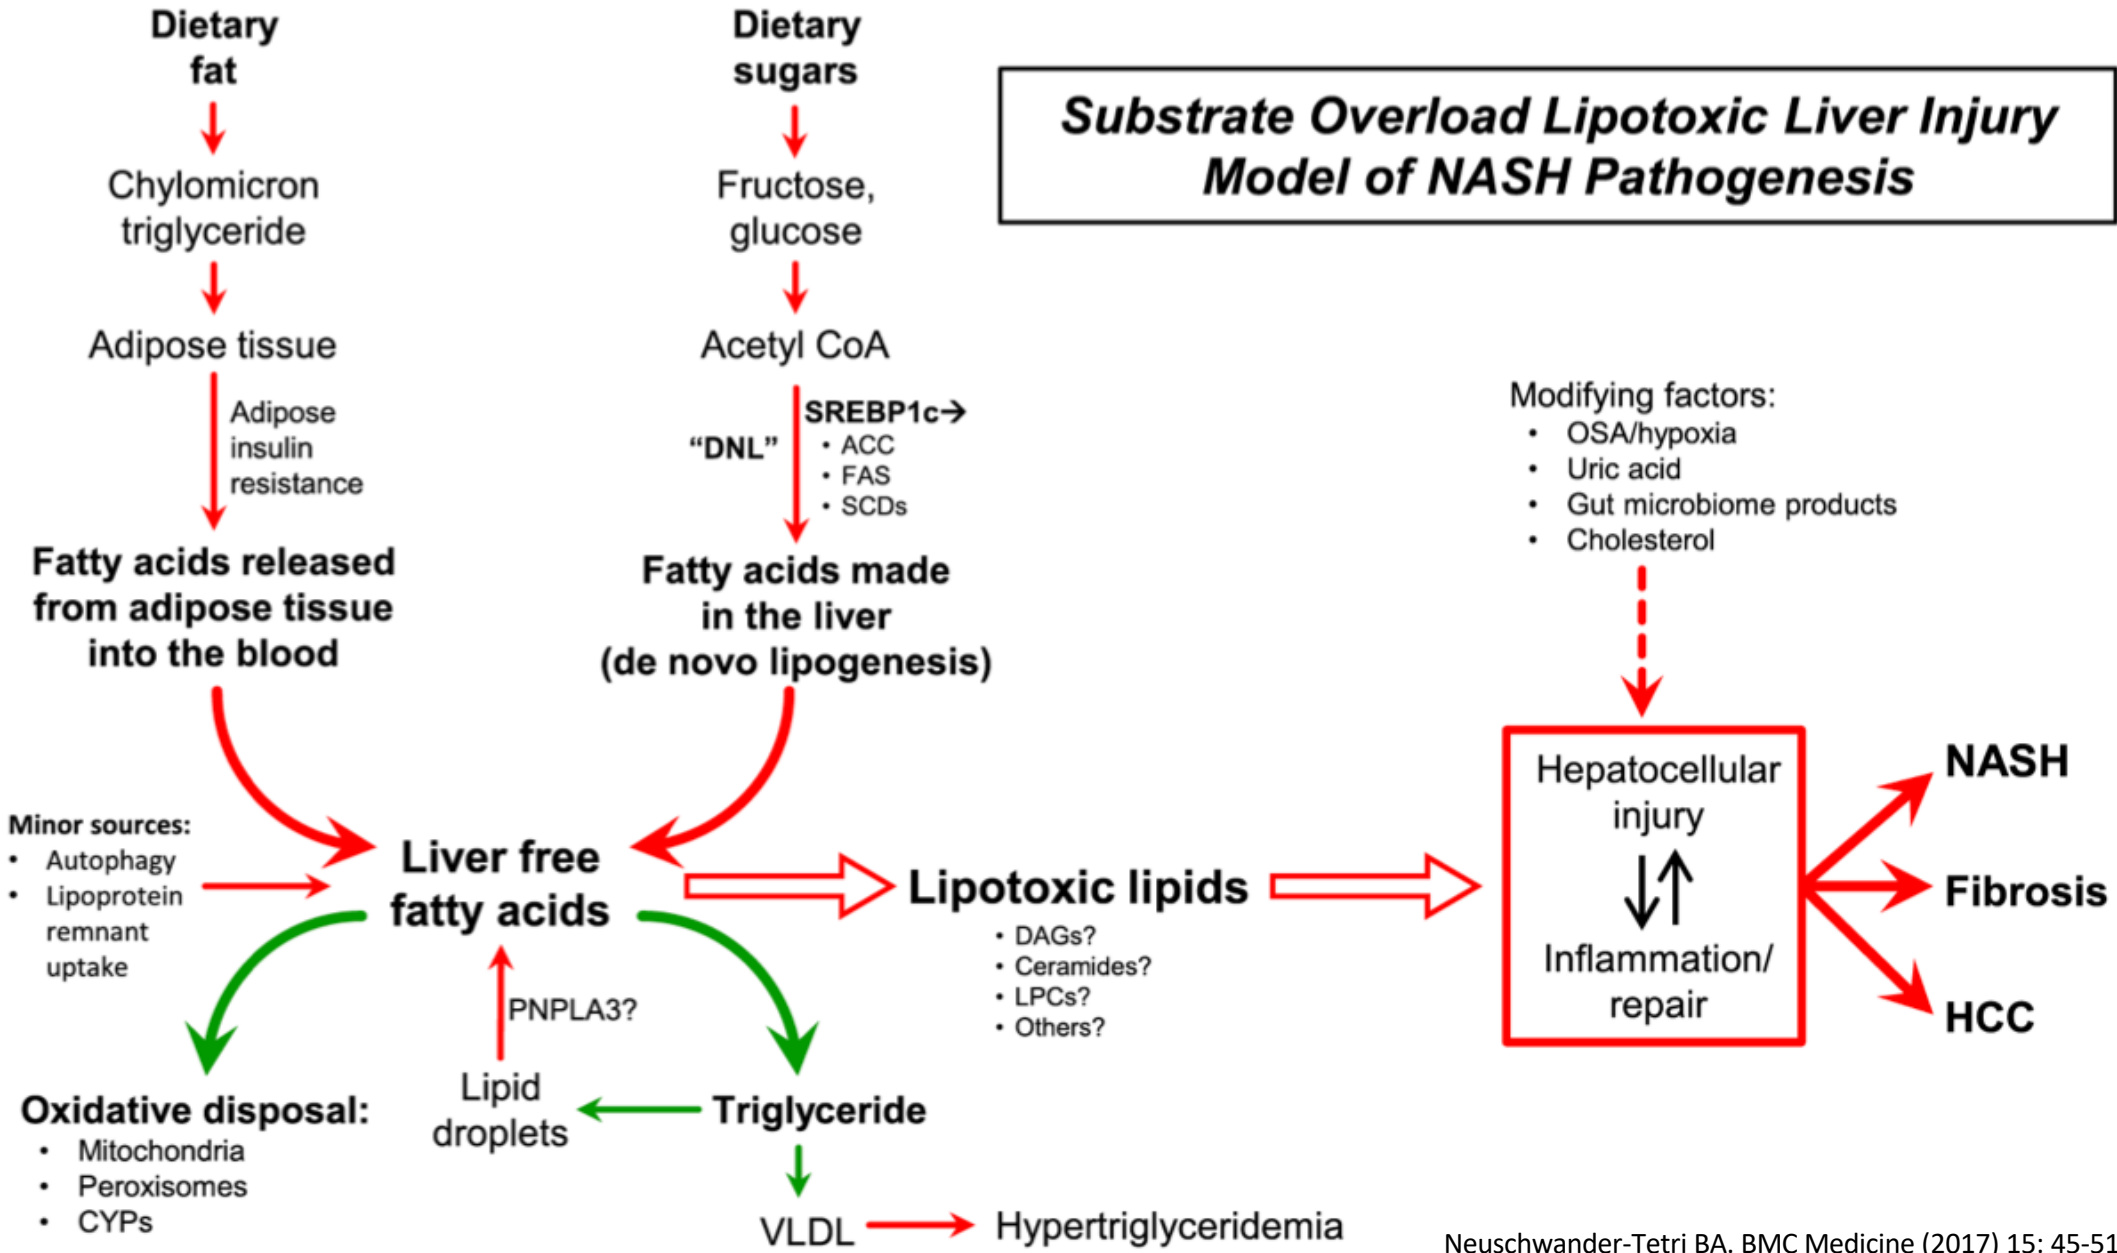 Dietary
fat
Dietary
sugars
Substrate Overload Lipotoxic Liver Injury
Model of NASH Pathogenesis
Chylomicron
triglyceride
Fructose,
glucose
Adipose tissue
Acetyl CoA
Adipose
insulin
resistance
“DNL”
SREBP1c→
• ACC
• FAS
• SCDs
Modifying factors:
• OSA/hypoxia
• Uric acid
• Gut microbiome products
• Cholesterol
Fatty acids released
from adipose tissue
into the blood
Fatty acids made
in the liver
(de novo lipogenesis)
Minor sources:
• Autophagy
• Lipoprotein
remnant
uptake
Liver free
fatty acids
Lipotoxic lipids
• DAGs?
• Ceramides?
• LPCs?
• Others?
Hepatocellular
injury
Inflammation/
repair
NASH
Fibrosis
HCC
PNPLA3?
Oxidative disposal:
• Mitochondria
• Peroxisomes
• CYPs
Lipid
droplets
Triglyceride
VLDL
Hypertriglyceridemia
Neuschwander-Tetri BA. BMC Medicine (2017) 15: 45-51